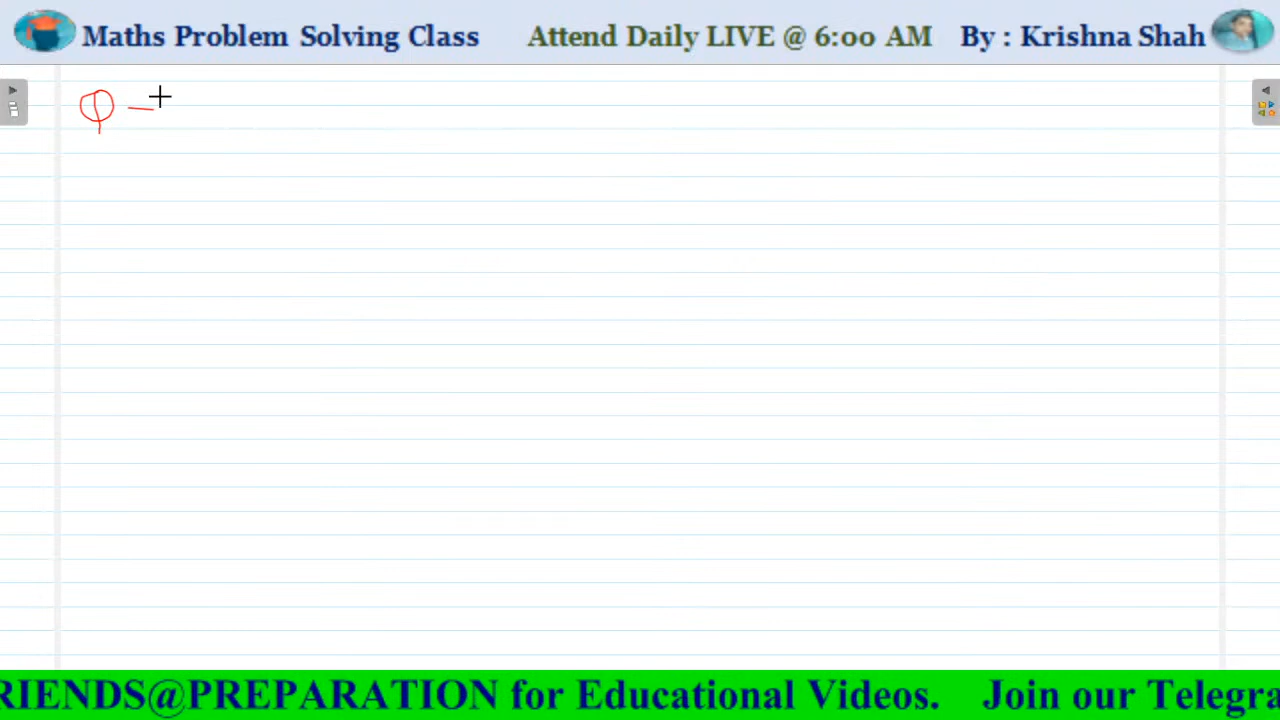 Maths Problem Solving Class Attend Daily LIVE @ 6:00 AM By : Krishna Shah
Q –
RIENDS@PREPARATION for Educational Videos. Join our Telegra